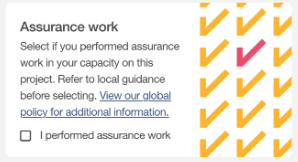 Assurance work
Select if you performed assurance
work in your capacity on this
project. Refer to local guidance
before selecting. View our global
policy for additional information.
I performed assurance work